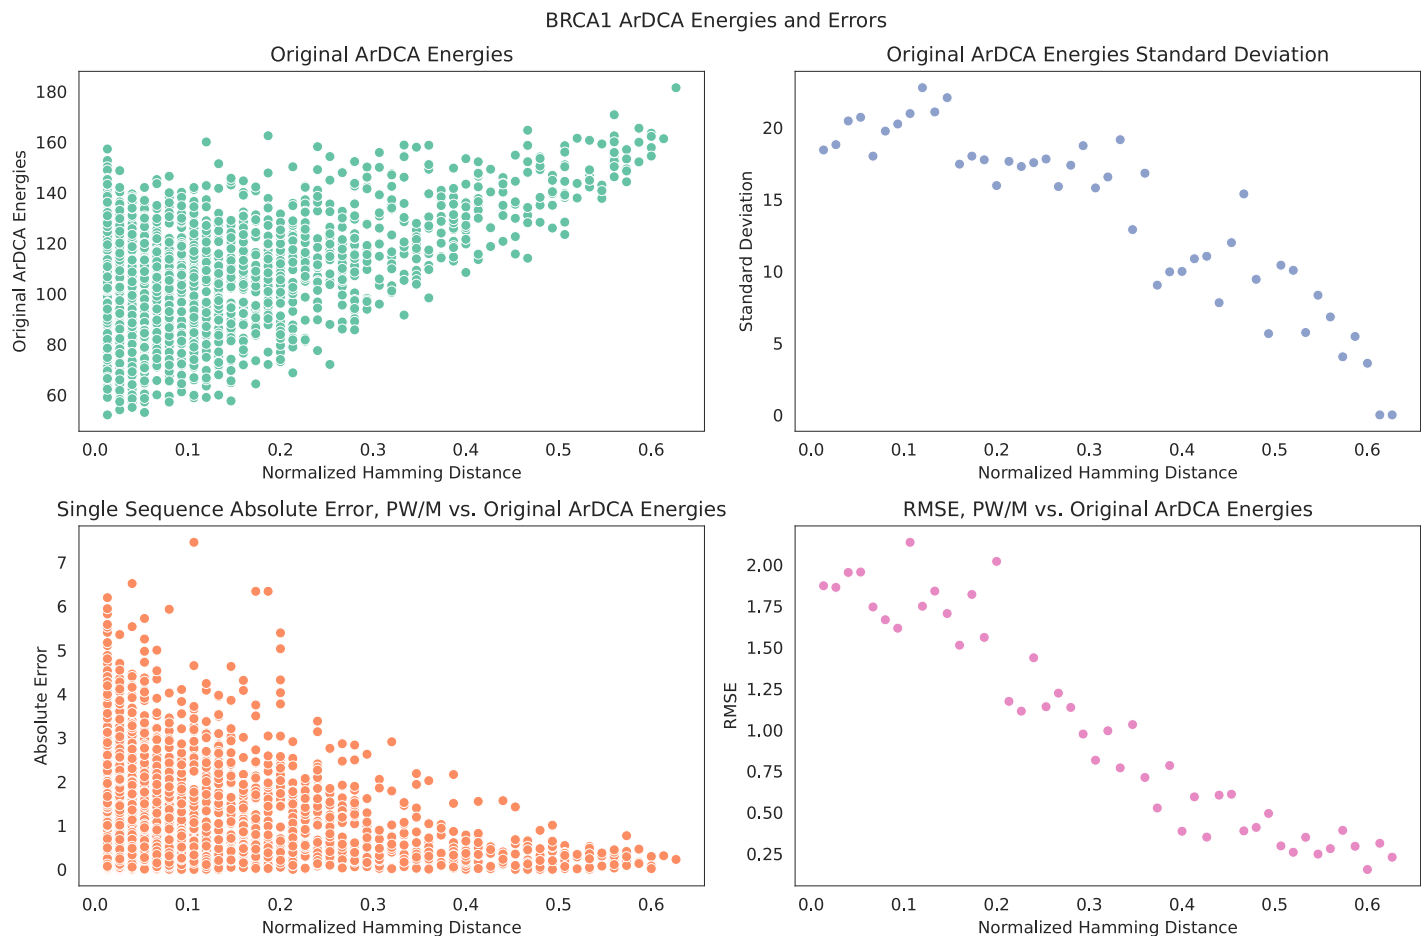 BRCA1 ArDCA Energies and Errors
Original ArDCA Energies
Original ArDCA Energies
180
160
140
120
100
80
60
0.0 0.1 0.2 0.3 0.4 0.5 0.6
Normalized Hamming Distance
Original ArDCA Energies Standard Deviation
Standard Deviation
20
15
10
5
0
0.0 0.1 0.2 0.3 0.4 0.5 0.6
Normalized Hamming Distance
Single Sequence Absolute Error, PW/M vs. Original ArDCA Energies
Absolute Error
7
6
5
4
3
2
1
0
0.0 0.1 0.2 0.3 0.4 0.5 0.6
Normalized Hamming Distance
RMSE, PW/M vs. Original ArDCA Energies
RMSE
2.00
1.75
1.50
1.25
1.00
0.75
0.50
0.25
0.0 0.1 0.2 0.3 0.4 0.5 0.6
Normalized Hamming Distance